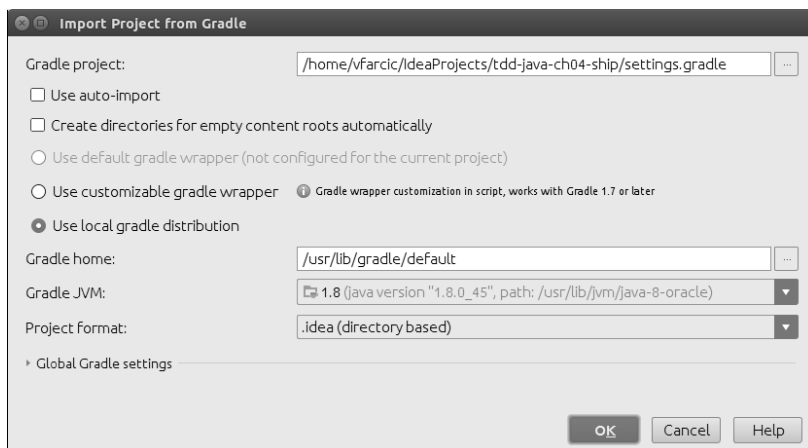 Import Project from Gradle
Gradle project: /home/vfarcic/IdeaProjects/tdd-java-ch04-ship/settings.gradle ...
Use auto-import
Create directories for empty content roots automatically
Use default gradle wrapper (not configured for the current project)
Use customizable gradle wrapper Gradle wrapper customization in script, works with Gradle 1.7 or later
Use local gradle distribution
Gradle home: /usr/lib/gradle/default ...
Gradle JVM: 1.8 (java version "1.8.0_45", path: /usr/lib/jvm/java-8-oracle)
Project format: .idea (directory based)
Global Gradle settings
OK Cancel Help